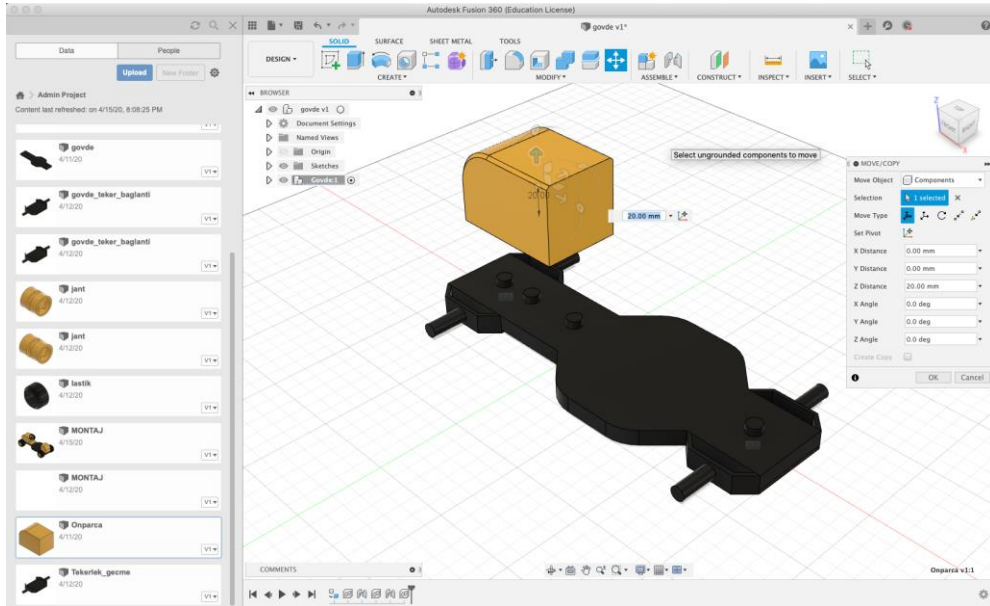 Autodesk Fusion 360 (Education License)
govde v1*
Data
People
Upload
New Folder
Admin Project
Content last refreshed: on 4/15/20, 8:08:25 PM
govde
4/11/20
V1
govde_teker_baglanti
4/12/20
V1
govde_teker_baglanti
4/12/20
V1
jant
4/12/20
V1
jant
4/12/20
V1
lastik
4/12/20
V1
MONTAJ
4/15/20
V1
MONTAJ
4/12/20
V1
Onparca
4/11/20
V1
Tekerlek_gecme
4/12/20
V1
DESIGN
SOLID
SURFACE
SHEET METAL
TOOLS
CREATE
MODIFY
ASSEMBLE
CONSTRUCT
INSPECT
INSERT
SELECT
BROWSER
govde v1
Document Settings
Named Views
Origin
Sketches
Govde:1
Select ungrounded components to move
20.00
20.00 mm
TOP
FRONT
RIGHT
Z
X
MOVE/COPY
Move Object
Components
Selection
1 selected
Move Type
Set Pivot
X Distance
0.00 mm
Y Distance
0.00 mm
Z Distance
20.00 mm
X Angle
0.0 deg
Y Angle
0.0 deg
Z Angle
0.0 deg
Create Copy
OK
Cancel
COMMENTS
Onparca v1:1